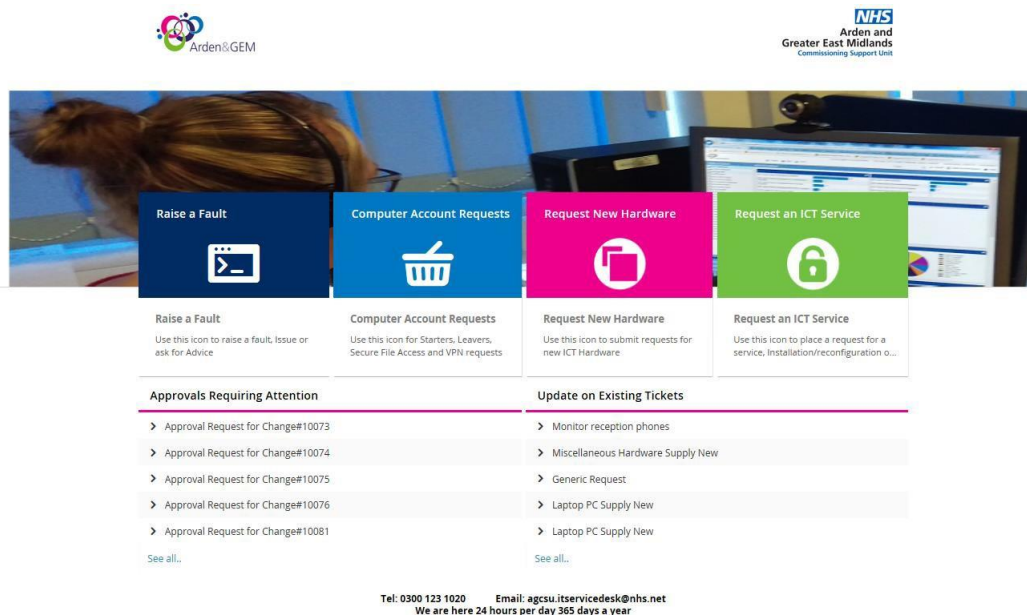 Arden&GEM
NHS
Arden and
Greater East Midlands
Commissioning Support Unit
Raise a Fault
Computer Account Requests
Request New Hardware
Request an ICT Service
Raise a Fault
Use this icon to raise a fault, Issue or
ask for Advice
Computer Account Requests
Use this icon for Starters, Leavers,
Secure File Access and VPN requests
Request New Hardware
Use this icon to submit requests for
new ICT Hardware
Request an ICT Service
Use this icon to place a request for a
service, Installation/reconfiguration o...
Approvals Requiring Attention
Approval Request for Change#10073
Approval Request for Change#10074
Approval Request for Change#10075
Approval Request for Change#10076
Approval Request for Change#10081
See all..
Update on Existing Tickets
Monitor reception phones
Miscellaneous Hardware Supply New
Generic Request
Laptop PC Supply New
Laptop PC Supply New
See all..
Tel: 0300 123 1020 Email: agcsu.itservicedesk@nhs.net
We are here 24 hours per day 365 days a year